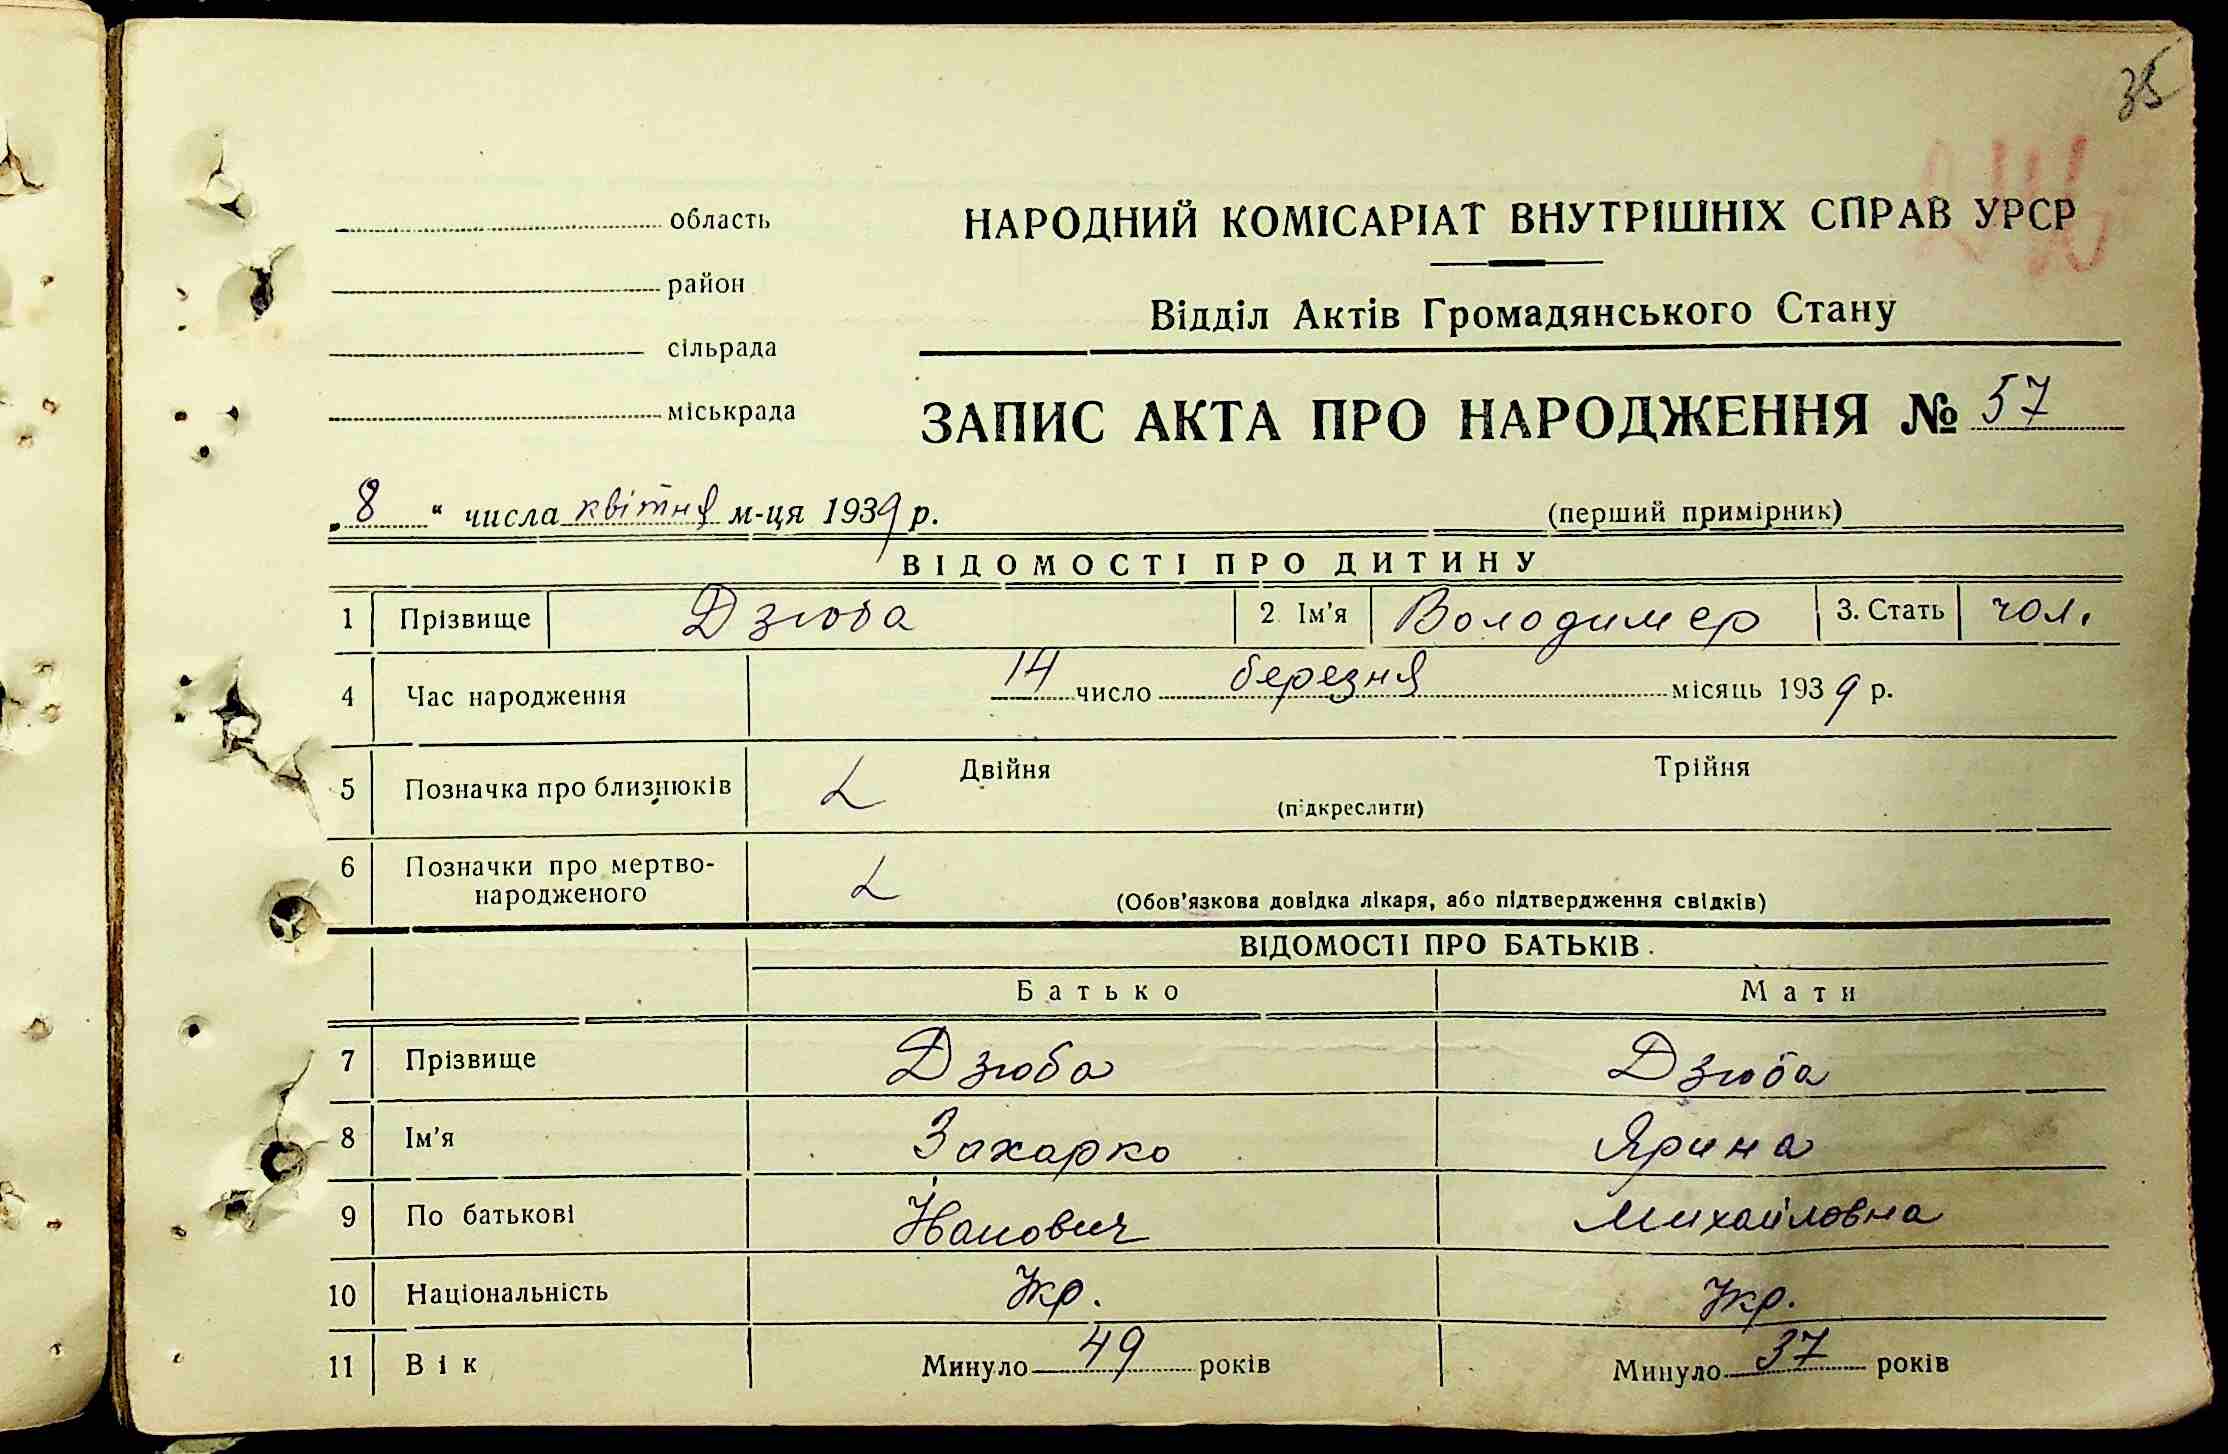 35
область
район
сільрада
міськрада
НАРОДНИЙ КОМІСАРІАТ ВНУТРІШНІХ СПРАВ УРСР
Відділ Актів Громадянського Стану
ЗАПИС АКТА ПРО НАРОДЖЕННЯ № 57
„8“ числа квітня м-ця 1939 р. (перший примірник)
ВІДОМОСТІ ПРО ДИТИНУ
1 Прізвище Дзюба 2 Ім'я Володимер 3. Стать чол.
4 Час народження 14 число березня місяць 1939 р.
5 Позначка про близнюків Двійня Трійня
(підкреслити)
6 Позначки про мертво-
народженого (Обов'язкова довідка лікаря, або підтвердження свідків)
ВІДОМОСТІ ПРО БАТЬКІВ.
Батько Мати
7 Прізвище Дзюба Дзюба
8 Ім'я Захарко Ярина
9 По батькові Михайловна
10 Національність Укр. Укр.
11 Вік Минуло 49 років Минуло 37 років